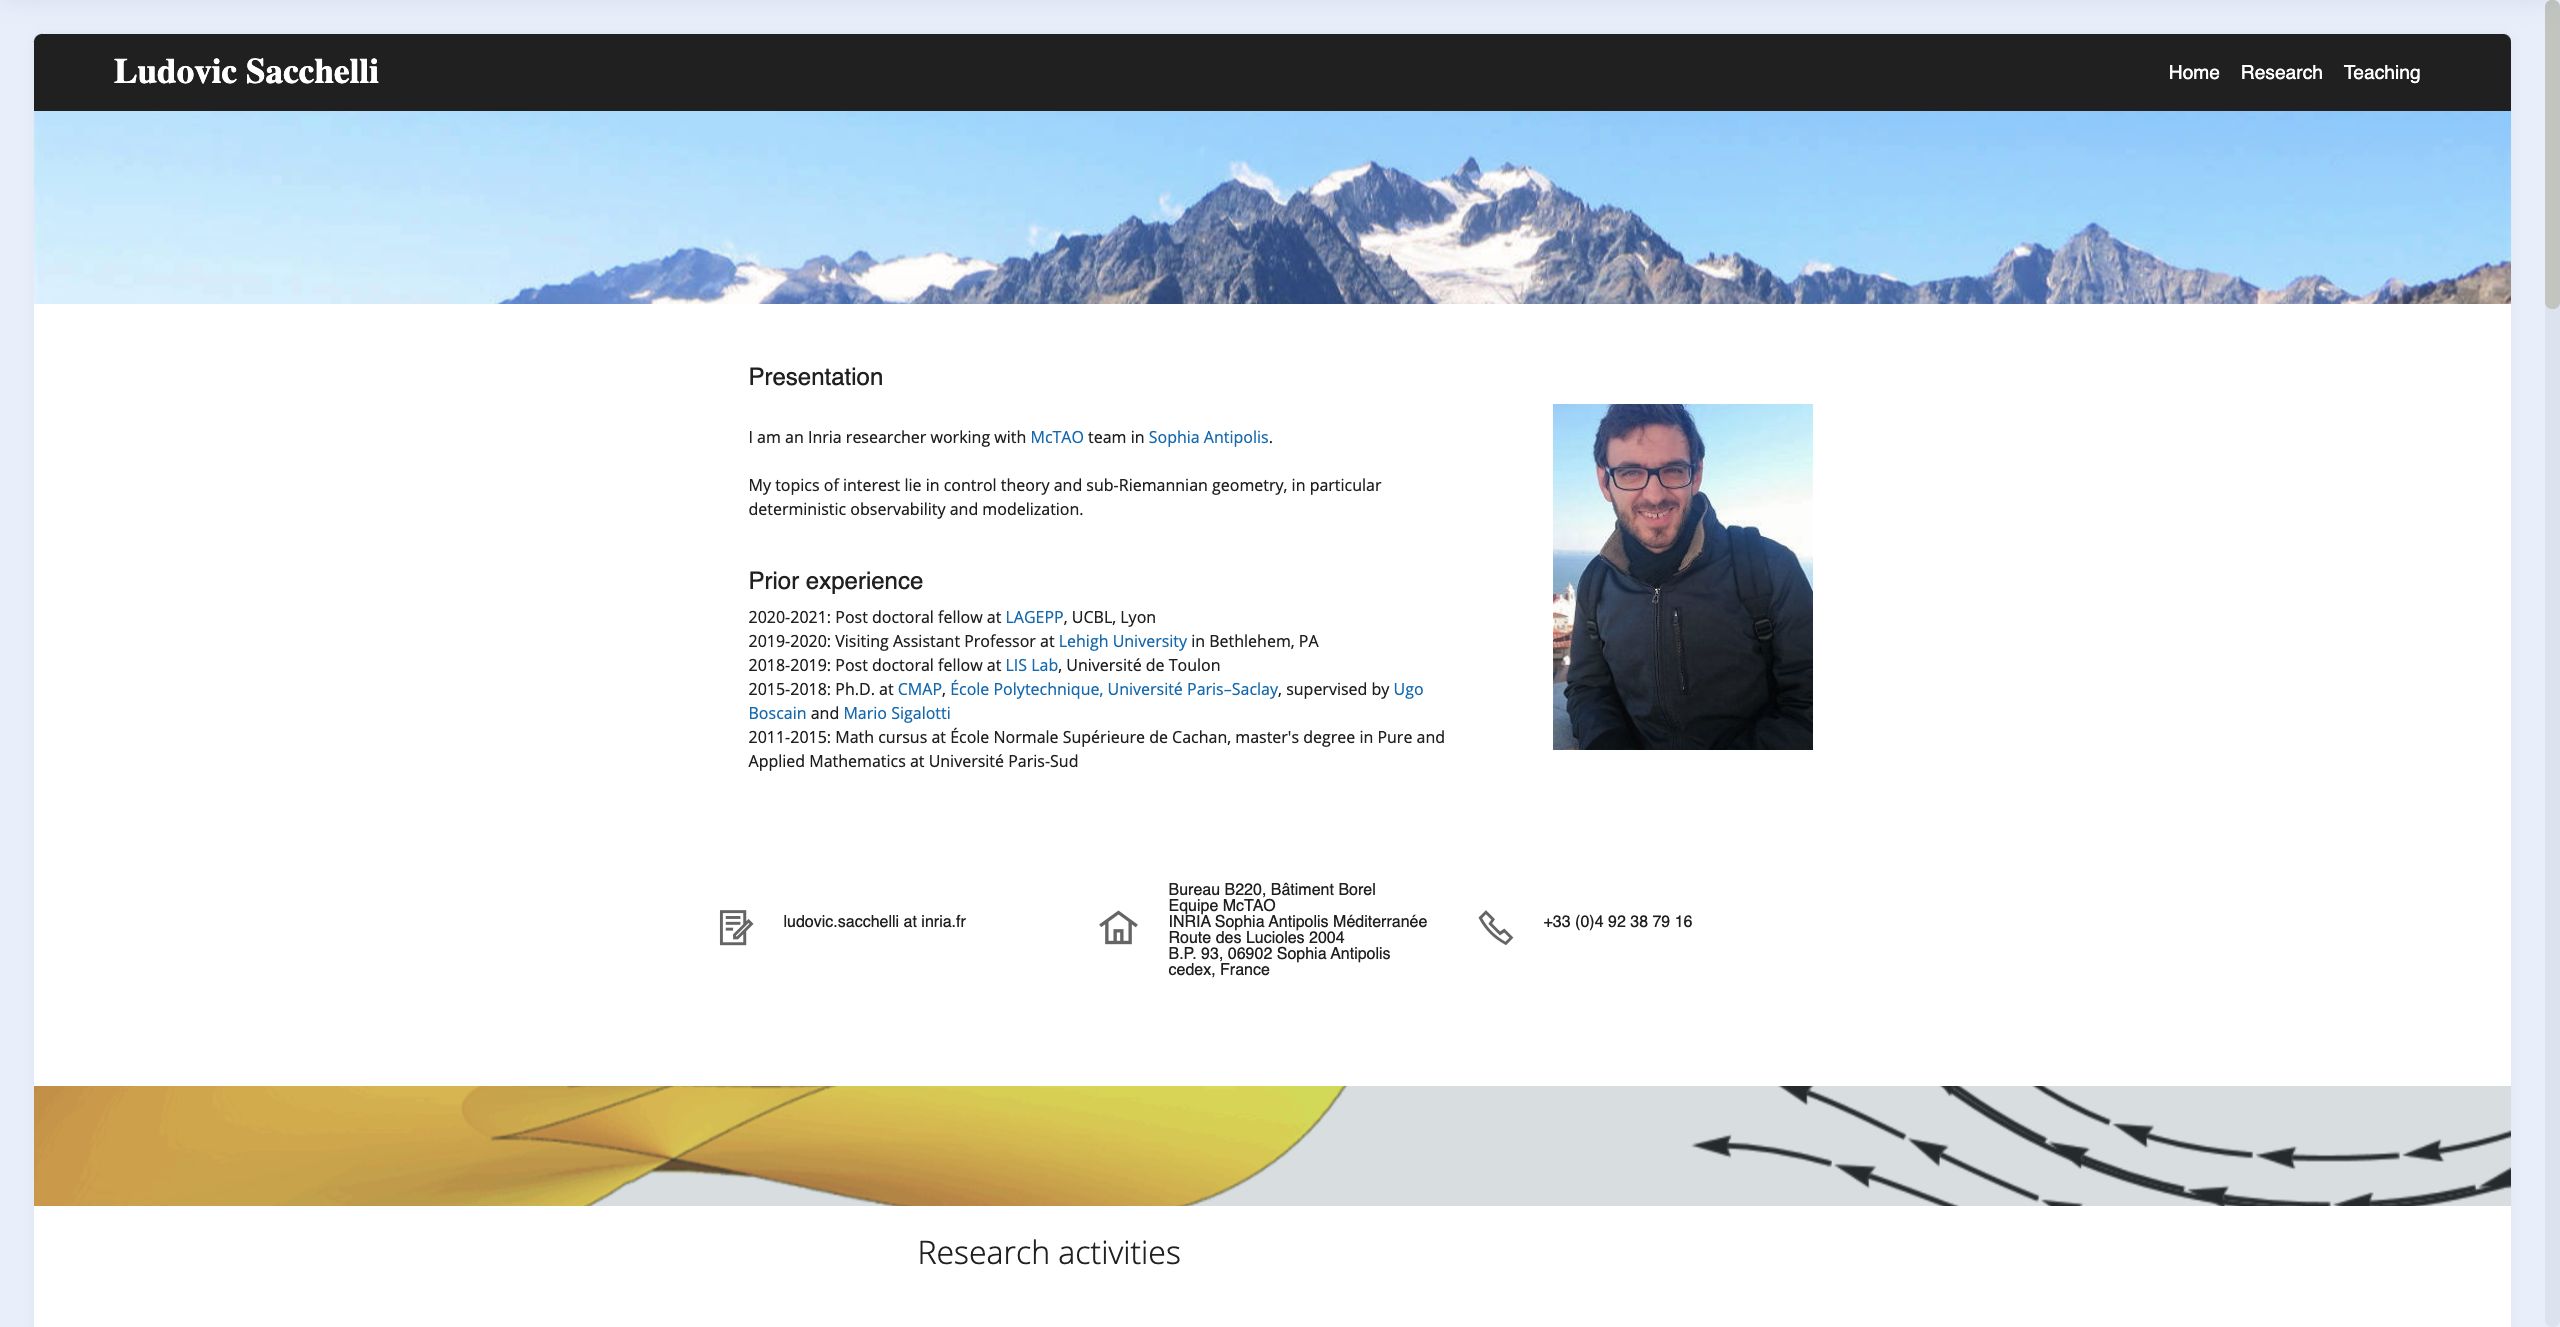 Ludovic Sacchelli
Home Research Teaching
Presentation
I am an Inria researcher working with McTAO team in Sophia Antipolis.
My topics of interest lie in control theory and sub-Riemannian geometry, in particular
deterministic observability and modelization.
Prior experience
2020-2021: Post doctoral fellow at LAGEPP, UCBL, Lyon
2019-2020: Visiting Assistant Professor at Lehigh University in Bethlehem, PA
2018-2019: Post doctoral fellow at LIS Lab, Université de Toulon
2015-2018: Ph.D. at CMAP, École Polytechnique, Université Paris–Saclay, supervised by Ugo
Boscain and Mario Sigalotti
2011-2015: Math cursus at École Normale Supérieure de Cachan, master's degree in Pure and
Applied Mathematics at Université Paris-Sud
ludovic.sacchelli at inria.fr
Bureau B220, Bâtiment Borel
Equipe McTAO
INRIA Sophia Antipolis Méditerranée
Route des Lucioles 2004
B.P. 93, 06902 Sophia Antipolis
cedex, France
+33 (0)4 92 38 79 16
Research activities